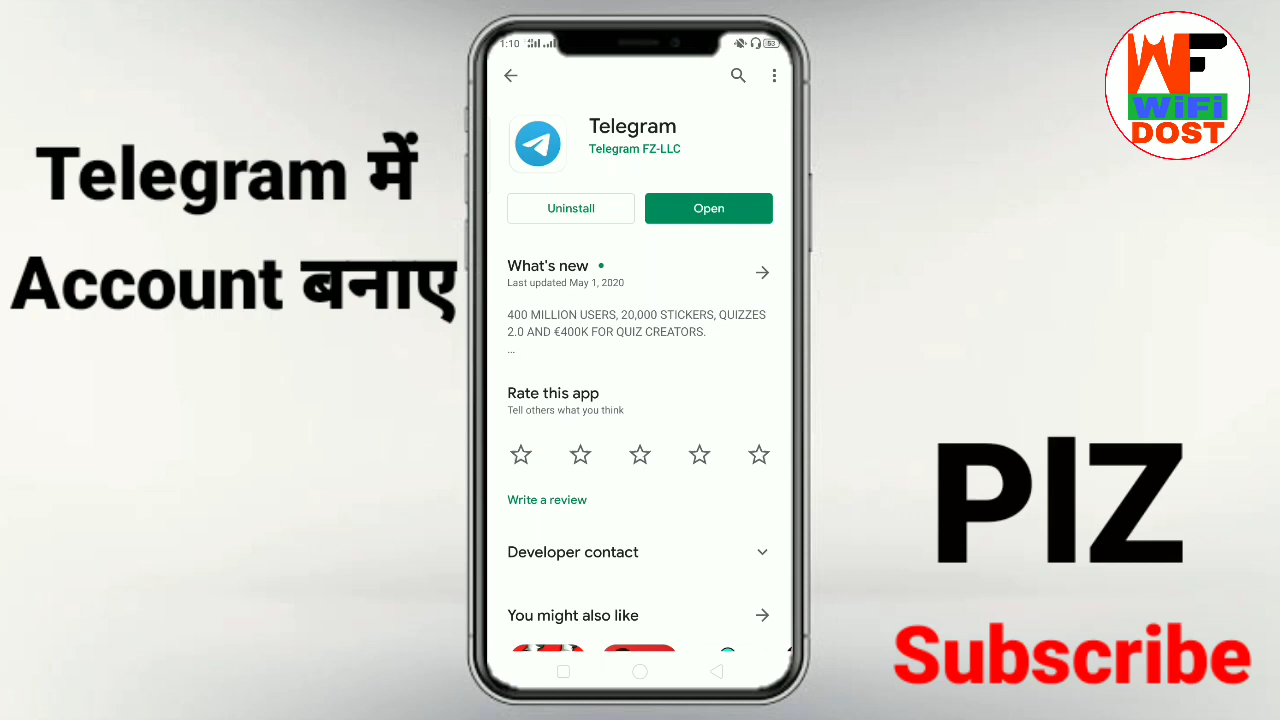 Telegram में
Account बनाए
1:10
53
Telegram
Telegram FZ-LLC
Uninstall
Open
What's new
Last updated May 1, 2020
400 MILLION USERS, 20,000 STICKERS, QUIZZES
2.0 AND €400K FOR QUIZ CREATORS.
...
Rate this app
Tell others what you think
Write a review
Developer contact
You might also like
WF
WiFi
DOST
PlZ
Subscribe